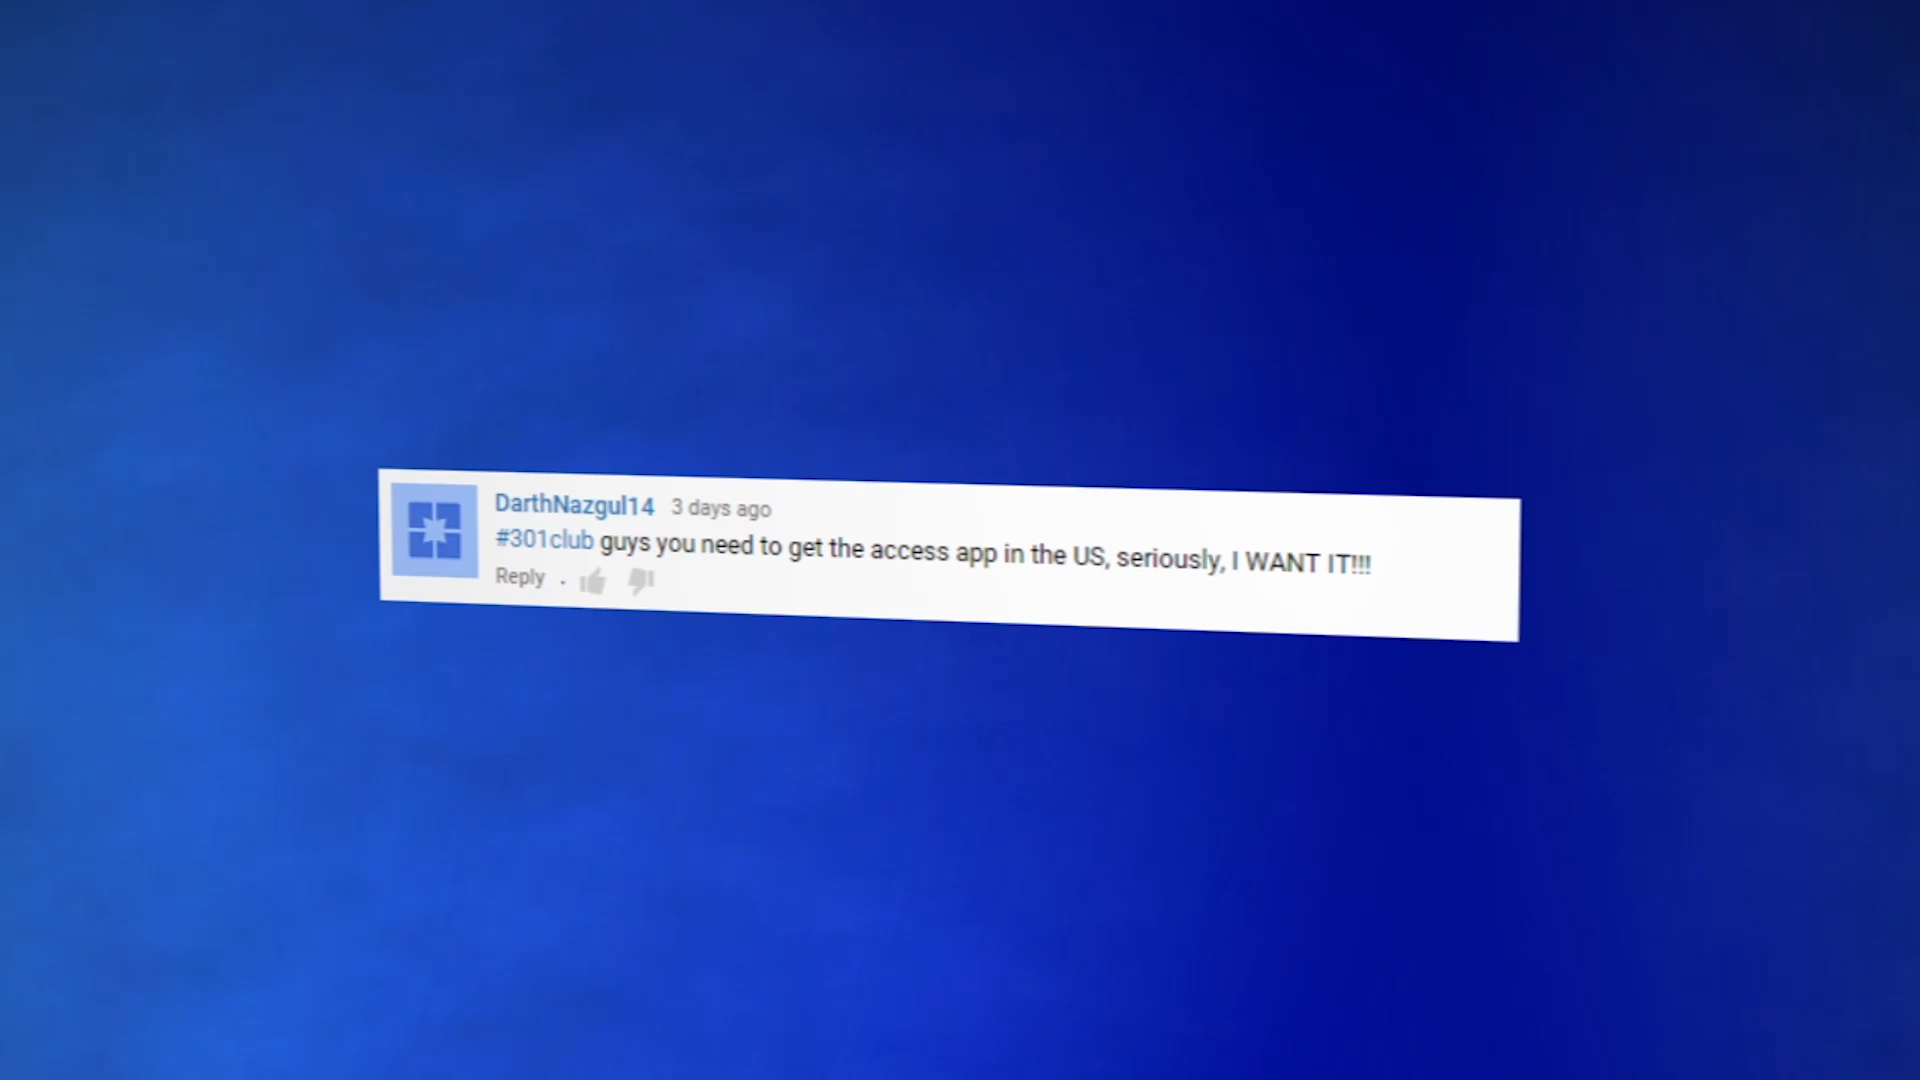 DarthNazgul14 3 days ago
#301club guys you need to get the access app in the US, seriously, I WANT IT!!!
Reply .